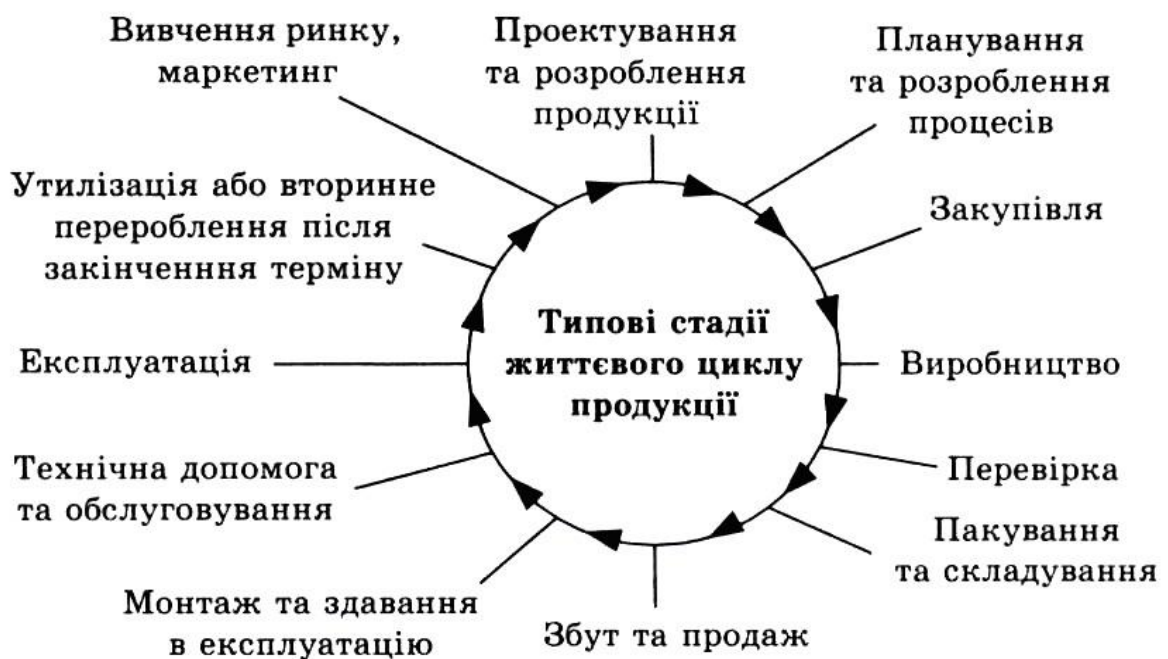 Вивчення ринку,
маркетинг
Проектування
та розроблення
продукції
Планування
та розроблення
процесів
Закупівля
Виробництво
Перевірка
Пакування
та складування
Збут та продаж
Монтаж та здавання
в експлуатацію
Технічна допомога
та обслуговування
Експлуатація
Утилізація або вторинне
перероблення після
закінченння терміну
Типові стадії
життєвого циклу
продукції